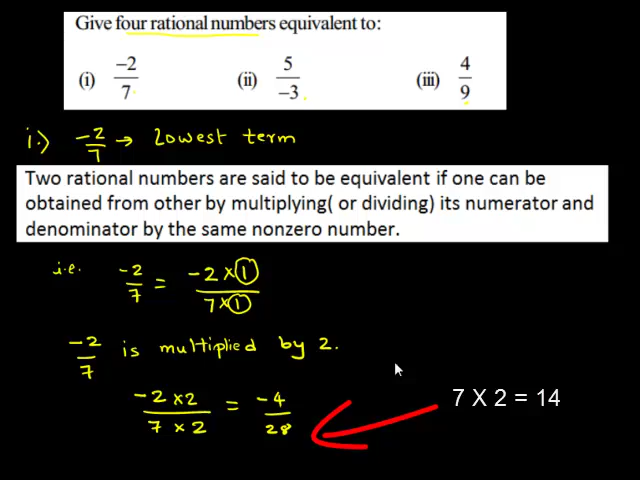 Give four rational numbers equivalent to:
(i) -2/7 (ii) 5/-3 (iii) 4/9
i.) -2/7 → lowest term
Two rational numbers are said to be equivalent if one can be
obtained from other by multiplying( or dividing) its numerator and
denominator by the same nonzero number.
i.e. -2/7 = -2×1/7×1
-2/7 is multiplied by 2.
-2×2/7×2 = -4/28
7 X 2 = 14